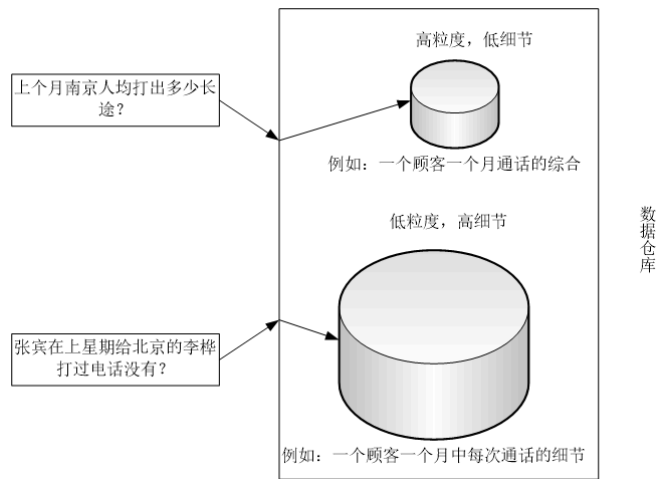 高粒度，低细节
上个月南京人均打出多少长
途？
例如：一个顾客一个月通话的综合
低粒度，高细节
数据仓库
张宾在上星期给北京的李桦
打过电话没有？
例如：一个顾客一个月中每次通话的细节